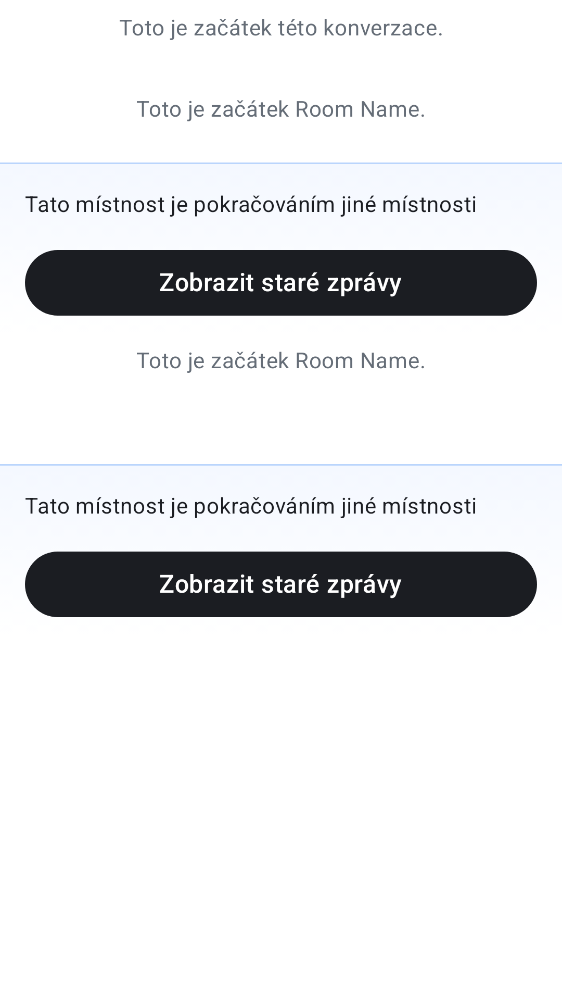 Toto je začátek této konverzace.
Toto je začátek Room Name.
Tato místnost je pokračováním jiné místnosti
Zobrazit staré zprávy
Toto je začátek Room Name.
Tato místnost je pokračováním jiné místnosti
Zobrazit staré zprávy